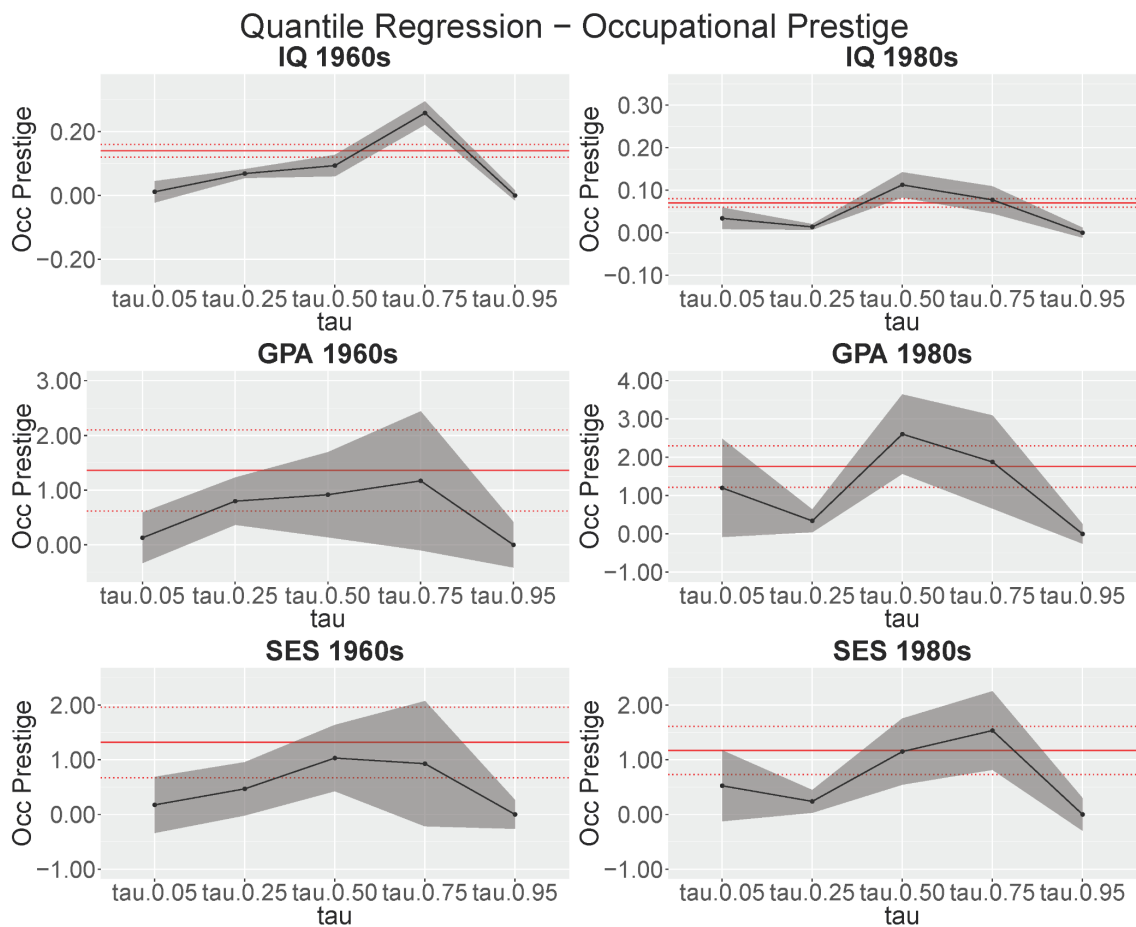 Quantile Regression − Occupational Prestige
IQ 1960s
Occ Prestige
0.20
0.00
−0.20
tau.0.05 tau.0.25 tau.0.50 tau.0.75 tau.0.95
tau
IQ 1980s
Occ Prestige
0.30
0.20
0.10
0.00
−0.10
tau.0.05 tau.0.25 tau.0.50 tau.0.75 tau.0.95
tau
GPA 1960s
Occ Prestige
3.00
2.00
1.00
0.00
tau.0.05 tau.0.25 tau.0.50 tau.0.75 tau.0.95
tau
GPA 1980s
Occ Prestige
4.00
3.00
2.00
1.00
0.00
−1.00
tau.0.05 tau.0.25 tau.0.50 tau.0.75 tau.0.95
tau
SES 1960s
Occ Prestige
2.00
1.00
0.00
−1.00
tau.0.05 tau.0.25 tau.0.50 tau.0.75 tau.0.95
tau
SES 1980s
Occ Prestige
2.00
1.00
0.00
−1.00
tau.0.05 tau.0.25 tau.0.50 tau.0.75 tau.0.95
tau